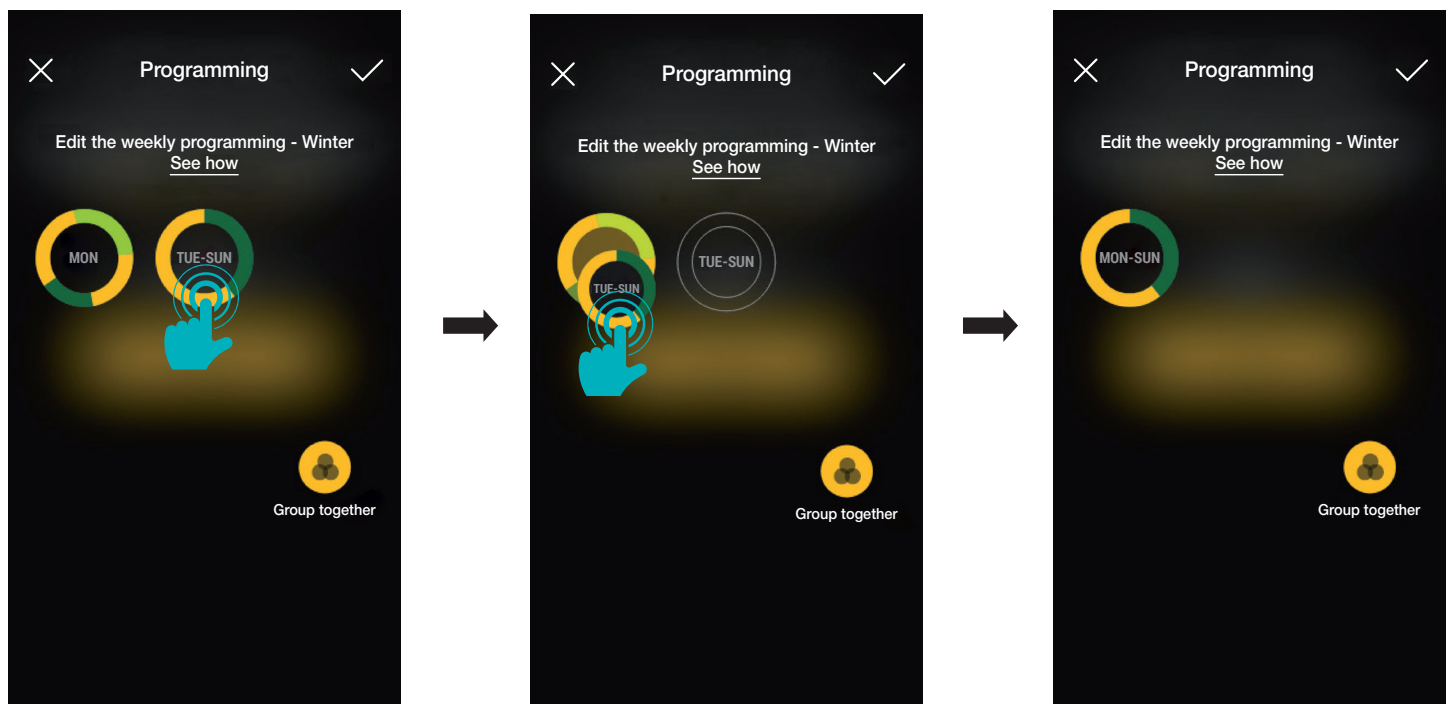 Programming
Edit the weekly programming - Winter
See how
MON
TUE-SUN
Group together
Programming
Edit the weekly programming - Winter
See how
TUE-SUN
TUE-SUN
Group together
Programming
Edit the weekly programming - Winter
See how
MON-SUN
Group together